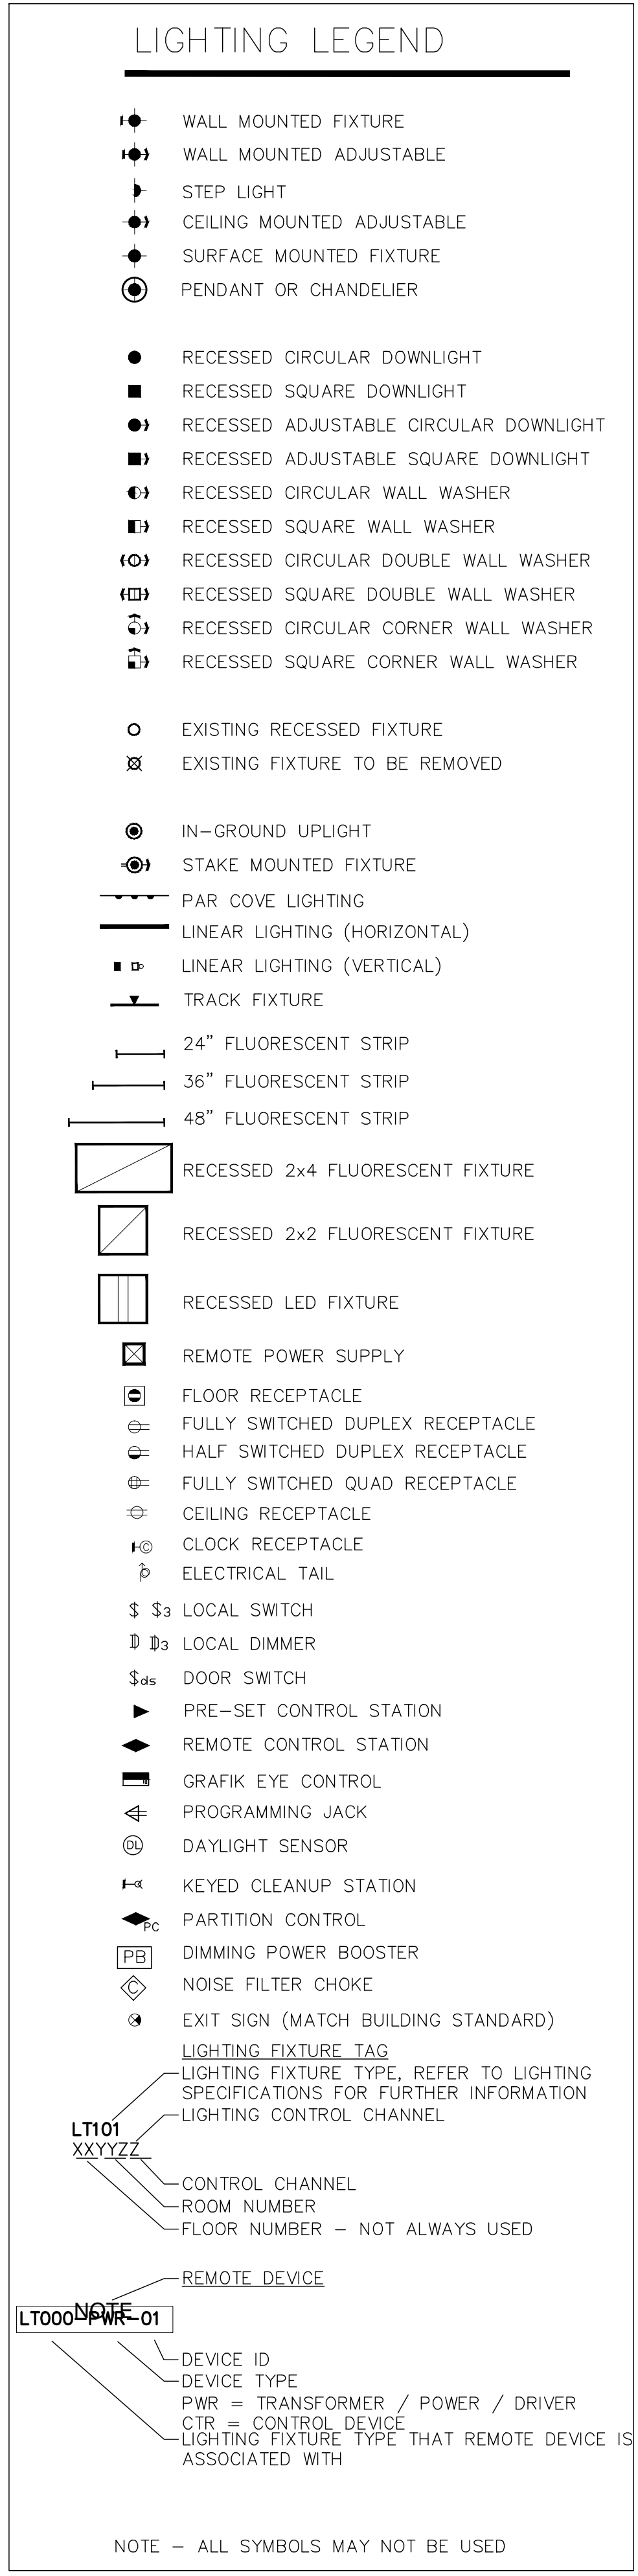 LIGHTING LEGEND
WALL MOUNTED FIXTURE
WALL MOUNTED ADJUSTABLE
STEP LIGHT
CEILING MOUNTED ADJUSTABLE
SURFACE MOUNTED FIXTURE
PENDANT OR CHANDELIER
RECESSED CIRCULAR DOWNLIGHT
RECESSED SQUARE DOWNLIGHT
RECESSED ADJUSTABLE CIRCULAR DOWNLIGHT
RECESSED ADJUSTABLE SQUARE DOWNLIGHT
RECESSED CIRCULAR WALL WASHER
RECESSED SQUARE WALL WASHER
RECESSED CIRCULAR DOUBLE WALL WASHER
RECESSED SQUARE DOUBLE WALL WASHER
RECESSED CIRCULAR CORNER WALL WASHER
RECESSED SQUARE CORNER WALL WASHER
EXISTING RECESSED FIXTURE
EXISTING FIXTURE TO BE REMOVED
IN-GROUND UPLIGHT
STAKE MOUNTED FIXTURE
PAR COVE LIGHTING
LINEAR LIGHTING (HORIZONTAL)
LINEAR LIGHTING (VERTICAL)
TRACK FIXTURE
24" FLUORESCENT STRIP
36" FLUORESCENT STRIP
48" FLUORESCENT STRIP
RECESSED 2x4 FLUORESCENT FIXTURE
RECESSED 2x2 FLUORESCENT FIXTURE
RECESSED LED FIXTURE
REMOTE POWER SUPPLY
FLOOR RECEPTACLE
FULLY SWITCHED DUPLEX RECEPTACLE
HALF SWITCHED DUPLEX RECEPTACLE
FULLY SWITCHED QUAD RECEPTACLE
CEILING RECEPTACLE
C CLOCK RECEPTACLE
ELECTRICAL TAIL
$ $3 LOCAL SWITCH
D D3 LOCAL DIMMER
$ds DOOR SWITCH
PRE-SET CONTROL STATION
REMOTE CONTROL STATION
GRAFIK EYE CONTROL
PROGRAMMING JACK
DL DAYLIGHT SENSOR
KEYED CLEANUP STATION
PC PARTITION CONTROL
PB DIMMING POWER BOOSTER
C NOISE FILTER CHOKE
EXIT SIGN (MATCH BUILDING STANDARD)
LIGHTING FIXTURE TAG
LIGHTING FIXTURE TYPE, REFER TO LIGHTING
SPECIFICATIONS FOR FURTHER INFORMATION
LIGHTING CONTROL CHANNEL
LT101
XXYYZZ
CONTROL CHANNEL
ROOM NUMBER
FLOOR NUMBER - NOT ALWAYS USED
REMOTE DEVICE
NOTE
LT000-PWR-01
DEVICE ID
DEVICE TYPE
PWR = TRANSFORMER / POWER / DRIVER
CTR = CONTROL DEVICE
LIGHTING FIXTURE TYPE THAT REMOTE DEVICE IS
ASSOCIATED WITH
NOTE - ALL SYMBOLS MAY NOT BE USED